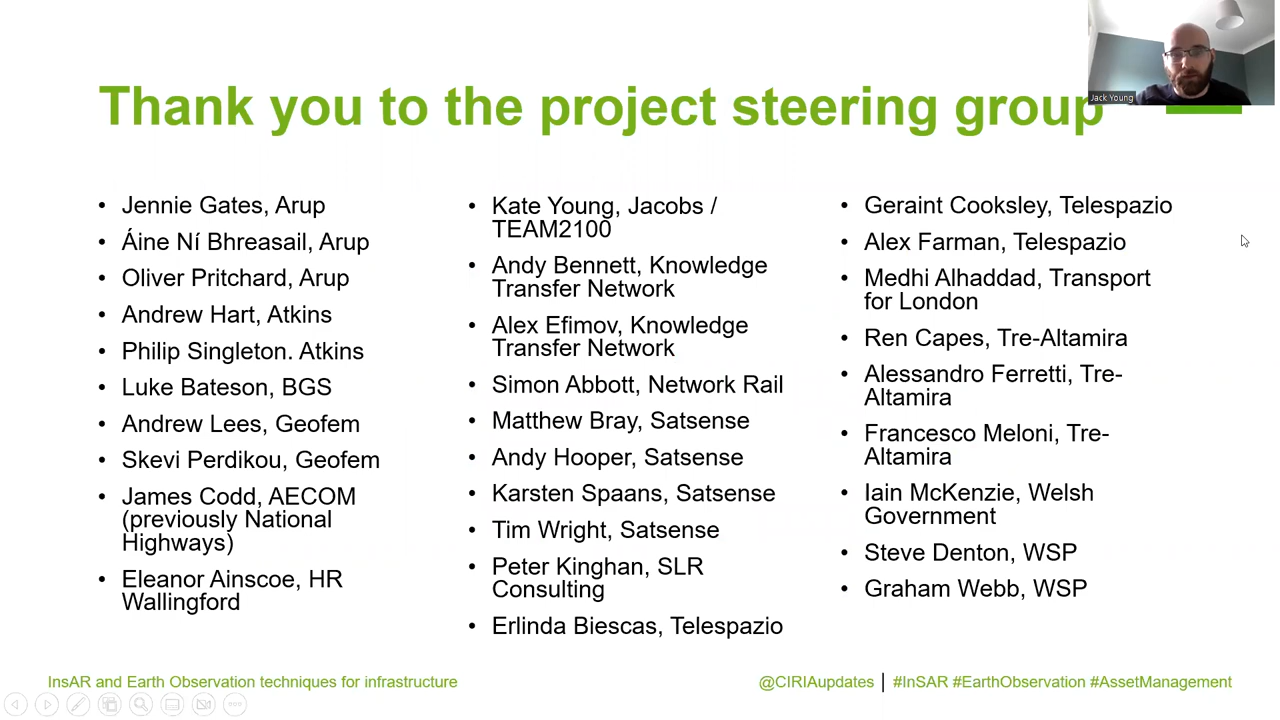 Thank you to the project steering group
Jack Young
• Jennie Gates, Arup
• Áine Ní Bhreasail, Arup
• Oliver Pritchard, Arup
• Andrew Hart, Atkins
• Philip Singleton. Atkins
• Luke Bateson, BGS
• Andrew Lees, Geofem
• Skevi Perdikou, Geofem
• James Codd, AECOM
(previously National
Highways)
• Eleanor Ainscoe, HR
Wallingford
• Kate Young, Jacobs /
TEAM2100
• Andy Bennett, Knowledge
Transfer Network
• Alex Efimov, Knowledge
Transfer Network
• Simon Abbott, Network Rail
• Matthew Bray, Satsense
• Andy Hooper, Satsense
• Karsten Spaans, Satsense
• Tim Wright, Satsense
• Peter Kinghan, SLR
Consulting
• Erlinda Biescas, Telespazio
• Geraint Cooksley, Telespazio
• Alex Farman, Telespazio
• Medhi Alhaddad, Transport
for London
• Ren Capes, Tre-Altamira
• Alessandro Ferretti, Tre-
Altamira
• Francesco Meloni, Tre-
Altamira
• Iain McKenzie, Welsh
Government
• Steve Denton, WSP
• Graham Webb, WSP
InsAR and Earth Observation techniques for infrastructure
@CIRIAupdates | #InSAR #EarthObservation #AssetManagement